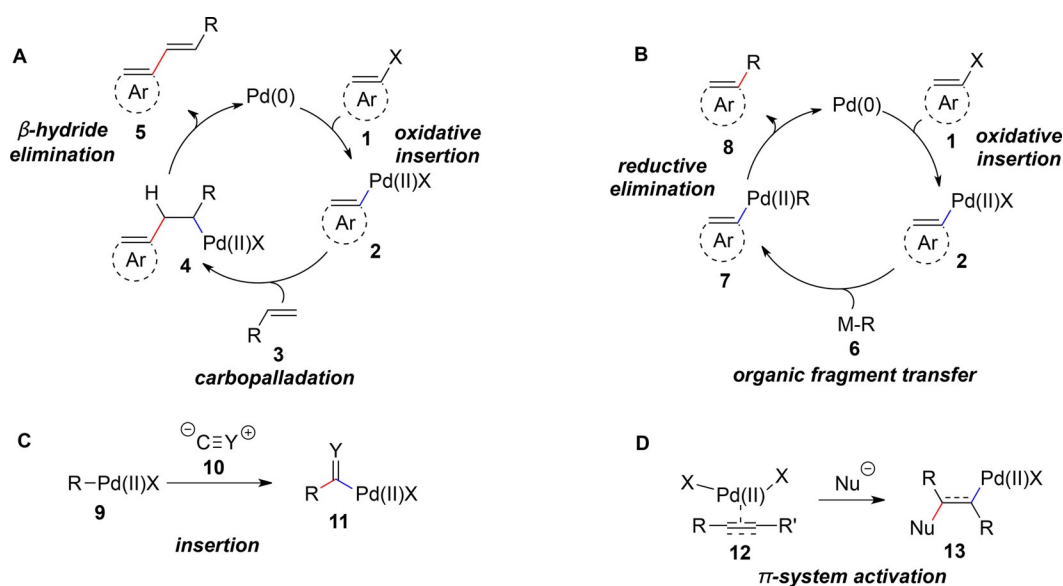 A
R
Ar
5
β-hydride
elimination
Pd(0)
X
Ar
1
oxidative
insertion
Pd(II)X
Ar
2
H
R
Pd(II)X
Ar
4
R
3
carbopalladation
B
R
Ar
8
reductive
elimination
Pd(0)
X
Ar
1
oxidative
insertion
Pd(II)R
Ar
7
Pd(II)X
Ar
2
M-R
6
organic fragment transfer
C
R-Pd(II)X
9
⊖C≡Y⊕
10
Y
R
Pd(II)X
11
insertion
D
X
X
Pd(II)
R
R'
12
Nu⊖
R
Pd(II)X
Nu
R
13
π-system activation